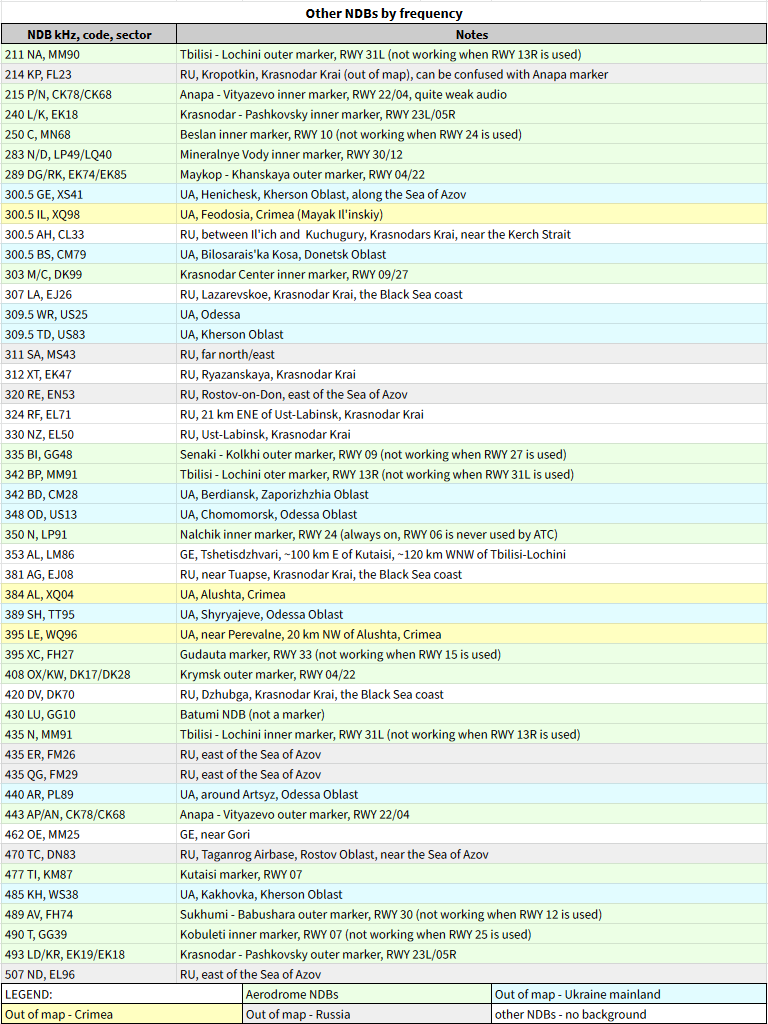 Other NDBs by frequency
NDB kHz, code, sector Notes
211 NA, MM90 Tbilisi - Lochini outer marker, RWY 31L (not working when RWY 13R is used)
214 KP, FL23 RU, Kropotkin, Krasnodar Krai (out of map), can be confused with Anapa marker
215 P/N, CK78/CK68 Anapa - Vityazevo inner marker, RWY 22/04, quite weak audio
240 L/K, EK18 Krasnodar - Pashkovsky inner marker, RWY 23L/05R
250 C, MN68 Beslan inner marker, RWY 10 (not working when RWY 24 is used)
283 N/D, LP49/LQ40 Mineralnye Vody inner marker, RWY 30/12
289 DG/RK, EK74/EK85 Maykop - Khanskaya outer marker, RWY 04/22
300.5 GE, XS41 UA, Henichesk, Kherson Oblast, along the Sea of Azov
300.5 IL, XQ98 UA, Feodosia, Crimea (Mayak Il'inskiy)
300.5 AH, CL33 RU, between Il'ich and Kuchugury, Krasnodars Krai, near the Kerch Strait
300.5 BS, CM79 UA, Bilosarais'ka Kosa, Donetsk Oblast
303 M/C, DK99 Krasnodar Center inner marker, RWY 09/27
307 LA, EJ26 RU, Lazarevskoe, Krasnodar Krai, the Black Sea coast
309.5 WR, US25 UA, Odessa
309.5 TD, US83 UA, Kherson Oblast
311 SA, MS43 RU, far north/east
312 XT, EK47 RU, Ryazanskaya, Krasnodar Krai
320 RE, EN53 RU, Rostov-on-Don, east of the Sea of Azov
324 RF, EL71 RU, 21 km ENE of Ust-Labinsk, Krasnodar Krai
330 NZ, EL50 RU, Ust-Labinsk, Krasnodar Krai
335 BI, GG48 Senaki - Kolkhi outer marker, RWY 09 (not working when RWY 27 is used)
342 BP, MM91 Tbilisi - Lochini oter marker, RWY 13R (not working when RWY 31L is used)
342 BD, CM28 UA, Berdiansk, Zaporizhzhia Oblast
348 OD, US13 UA, Chomomorsk, Odessa Oblast
350 N, LP91 Nalchik inner marker, RWY 24 (always on, RWY 06 is never used by ATC)
353 AL, LM86 GE, Tshetisdzhvari, ~100 km E of Kutaisi, ~120 km WNW of Tbilisi-Lochini
381 AG, EJ08 RU, near Tuapse, Krasnodar Krai, the Black Sea coast
384 AL, XQ04 UA, Alushta, Crimea
389 SH, TT95 UA, Shyryajeve, Odessa Oblast
395 LE, WQ96 UA, near Perevalne, 20 km NW of Alushta, Crimea
395 XC, FH27 Gudauta marker, RWY 33 (not working when RWY 15 is used)
408 OX/KW, DK17/DK28 Krymsk outer marker, RWY 04/22
420 DV, DK70 RU, Dzhubga, Krasnodar Krai, the Black Sea coast
430 LU, GG10 Batumi NDB (not a marker)
435 N, MM91 Tbilisi - Lochini inner marker, RWY 31L (not working when RWY 13R is used)
435 ER, FM26 RU, east of the Sea of Azov
435 QG, FM29 RU, east of the Sea of Azov
440 AR, PL89 UA, around Artsyz, Odessa Oblast
443 AP/AN, CK78/CK68 Anapa - Vityazevo outer marker, RWY 22/04
462 OE, MM25 GE, near Gori
470 TC, DN83 RU, Taganrog Airbase, Rostov Oblast, near the Sea of Azov
477 TI, KM87 Kutaisi marker, RWY 07
485 KH, WS38 UA, Kakhovka, Kherson Oblast
489 AV, FH74 Sukhumi - Babushara outer marker, RWY 30 (not working when RWY 12 is used)
490 T, GG39 Kobuleti inner marker, RWY 07 (not working when RWY 25 is used)
493 LD/KR, EK19/EK18 Krasnodar - Pashkovsky outer marker, RWY 23L/05R
507 ND, EL96 RU, east of the Sea of Azov
LEGEND: Aerodrome NDBs Out of map - Ukraine mainland
Out of map - Crimea Out of map - Russia other NDBs - no background